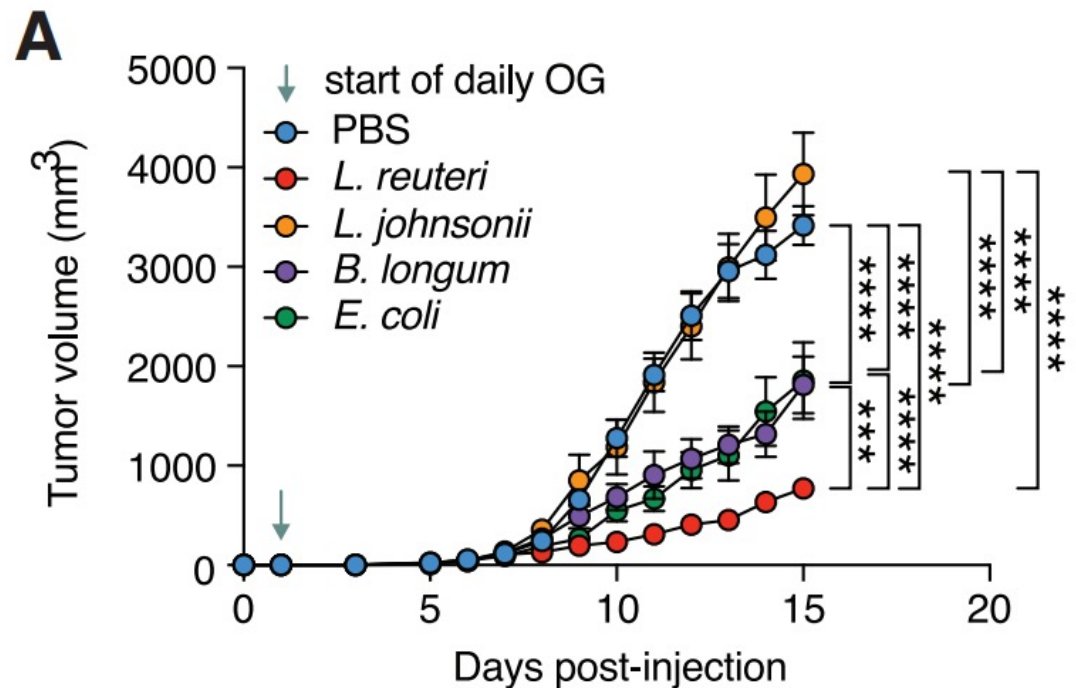 A
5000
4000
3000
2000
1000
0
Tumor volume (mm³)
start of daily OG
PBS
L. reuteri
L. johnsonii
B. longum
E. coli
****
****
****
***
****
****
****
****
0 5 10 15 20
Days post-injection